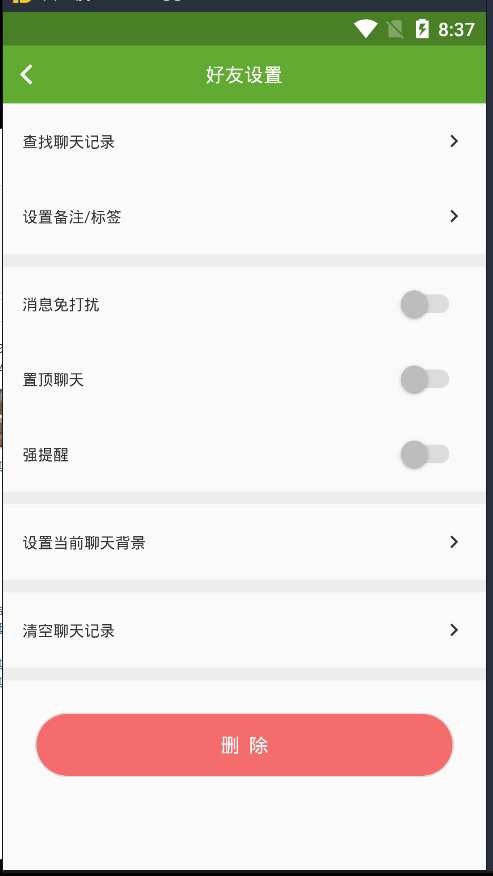 8:37
好友设置
查找聊天记录
设置备注/标签
消息免打扰
置顶聊天
强提醒
设置当前聊天背景
清空聊天记录
删 除